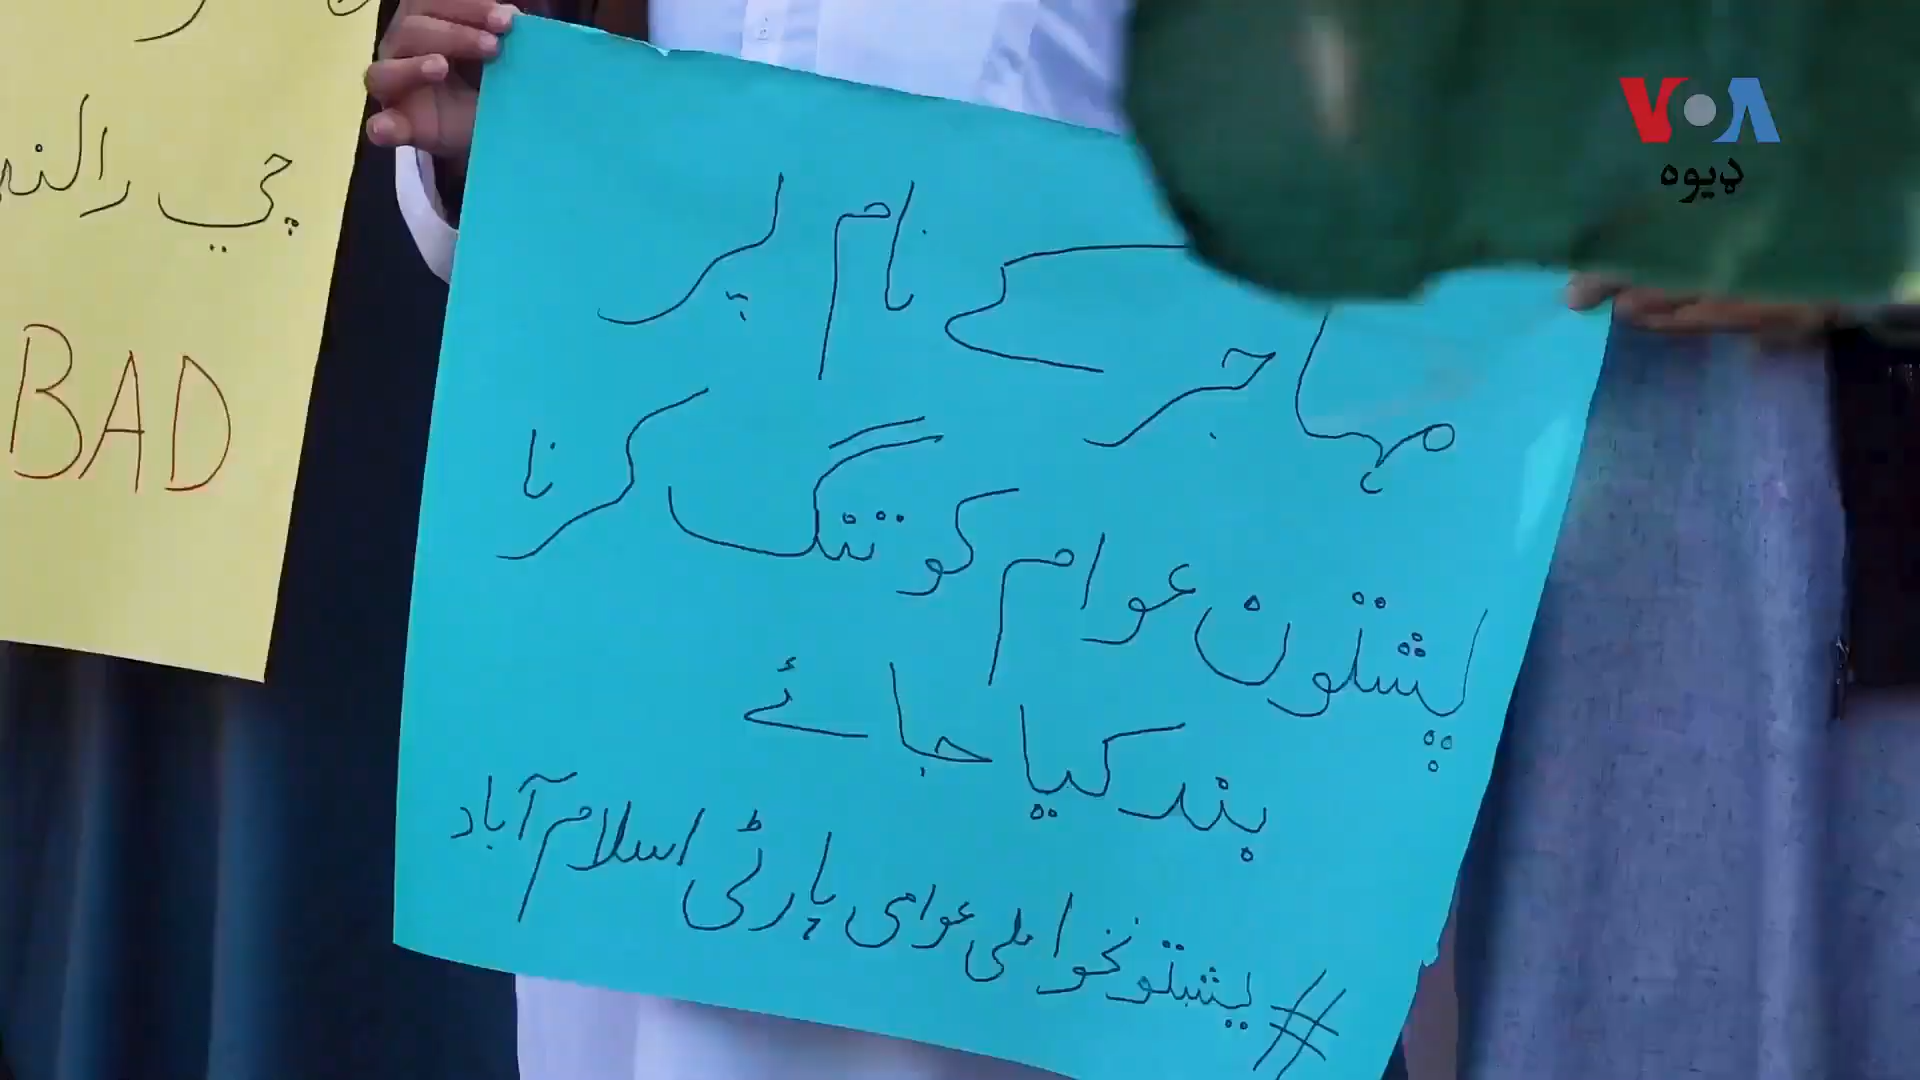 مہاجر کے نام پر
پشتون عوام کو تنگ کرنا
بند کیا جائے
# پشتونخوا ملی عوامی پارٹی اسلام آباد
چي
BAD
VOA
ډیوه